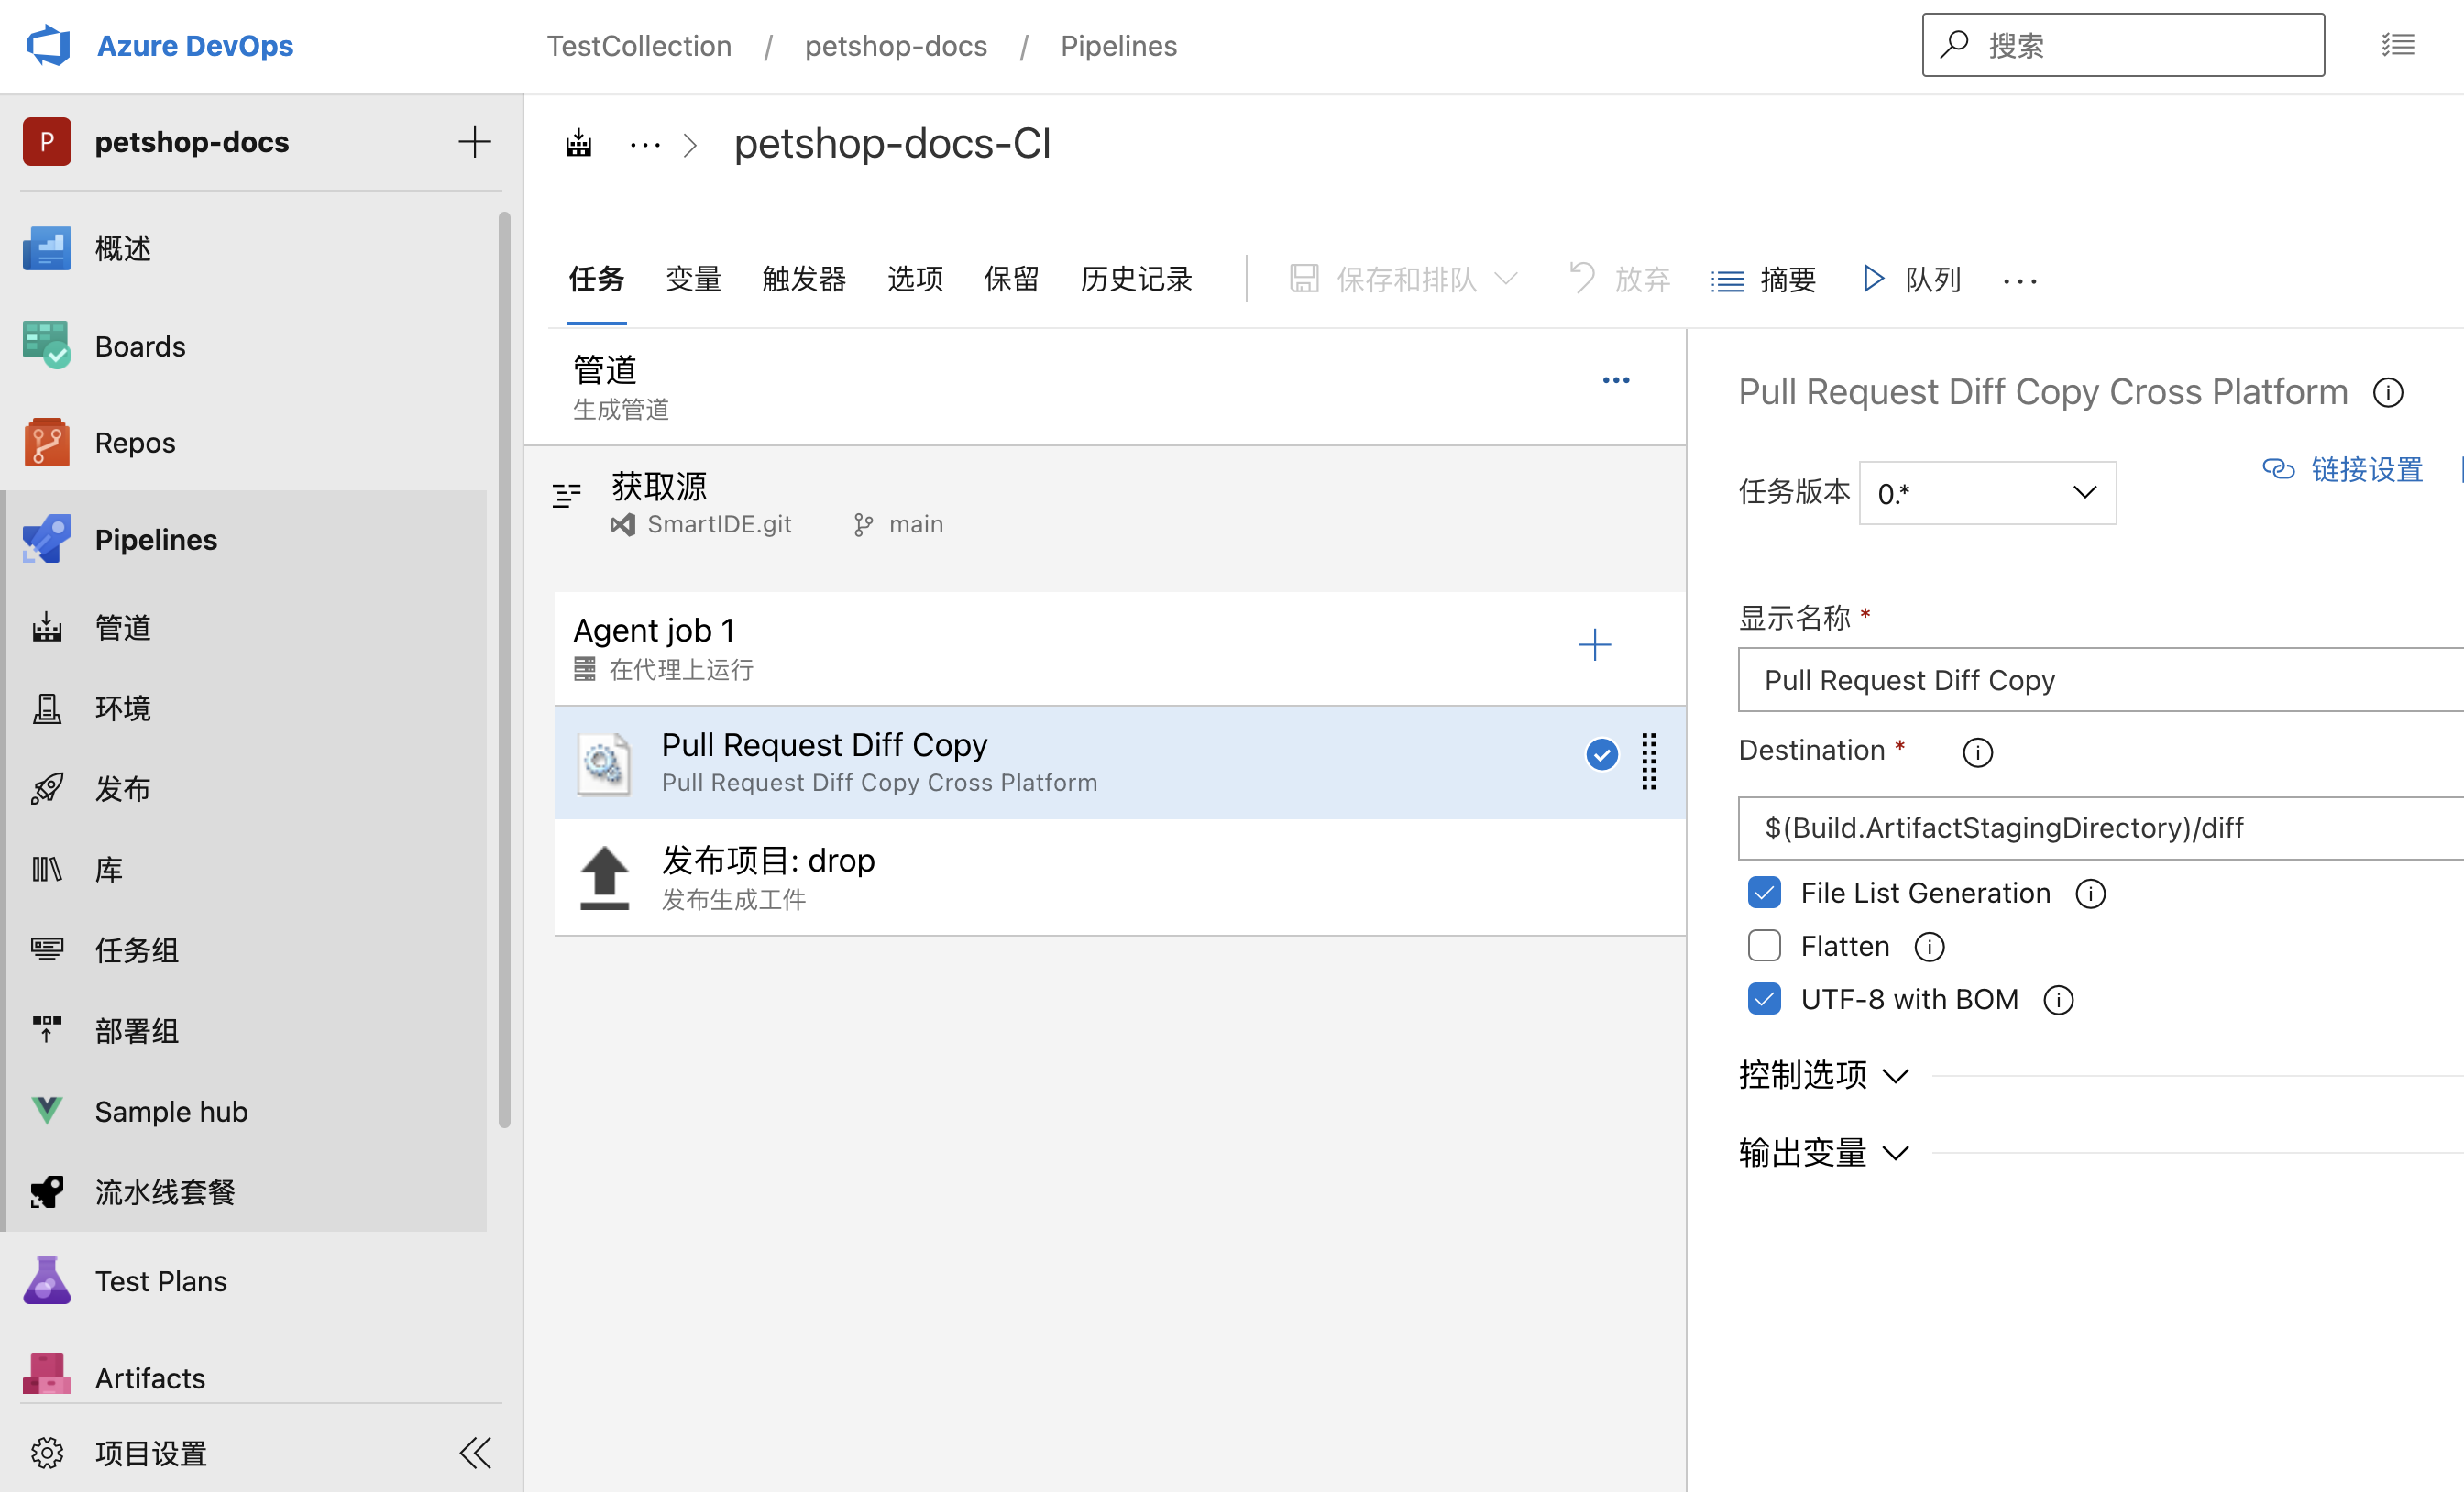 Azure DevOps
TestCollection / petshop-docs / Pipelines
搜索
P petshop-docs
概述
Boards
Repos
Pipelines
管道
环境
发布
库
任务组
部署组
Sample hub
流水线套餐
Test Plans
Artifacts
项目设置
... > petshop-docs-CI
任务 变量 触发器 选项 保留 历史记录 保存和排队 放弃 摘要 队列 ...
管道
生成管道
获取源
SmartIDE.git main
Agent job 1
在代理上运行
Pull Request Diff Copy
Pull Request Diff Copy Cross Platform
发布项目: drop
发布生成工件
Pull Request Diff Copy Cross Platform
链接设置
任务版本 0.*
显示名称 *
Pull Request Diff Copy
Destination *
$(Build.ArtifactStagingDirectory)/diff
File List Generation
Flatten
UTF-8 with BOM
控制选项
输出变量